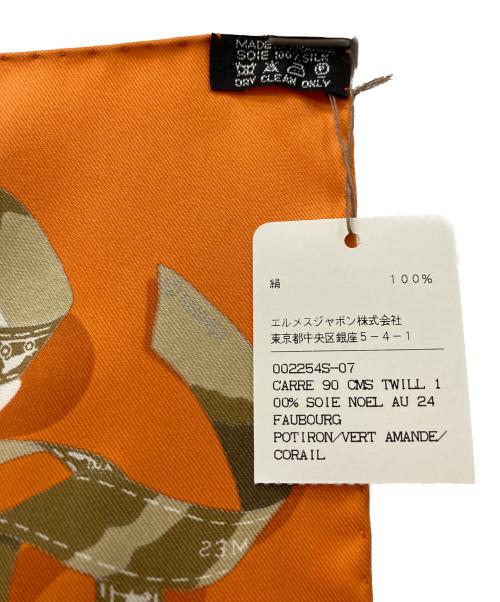 MADE
SOIE 100% SILK
DRY CLEAN ONLY
絹 100%
エルメスジャポン株式会社
東京都中央区銀座5-4-1
002254S-07
CARRE 90 CMS TWILL 1
00% SOIE NOEL AU 24
FAUBOURG
POTIRON/VERT AMANDE/
CORAIL